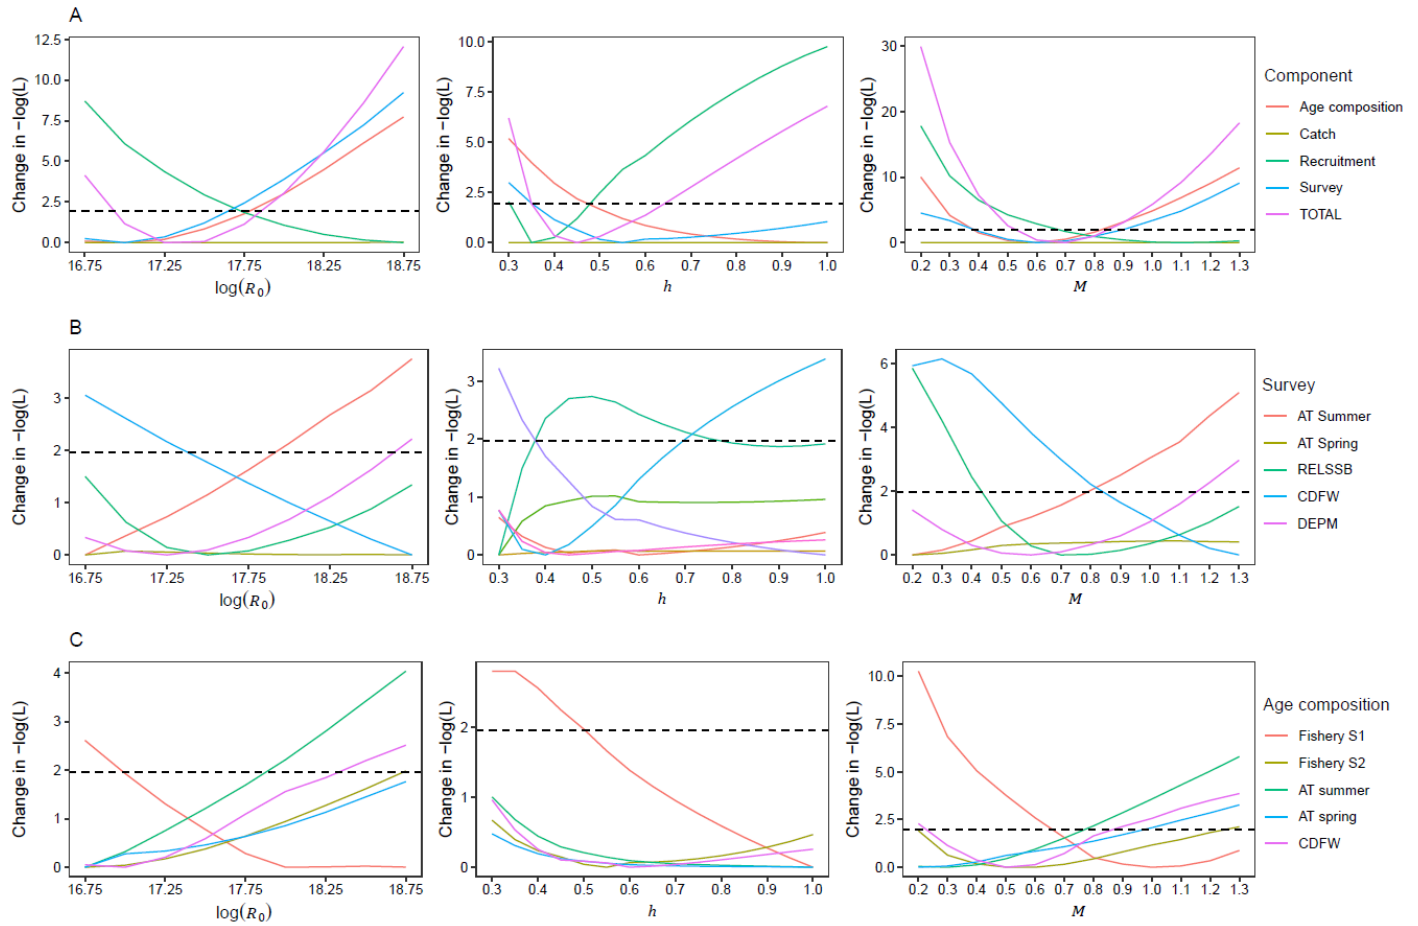 A
Change in −log(L)
12.5
10.0
7.5
5.0
2.5
0.0
16.75 17.25 17.75 18.25 18.75
log(R0)
Change in −log(L)
10.0
7.5
5.0
2.5
0.0
0.3 0.4 0.5 0.6 0.7 0.8 0.9 1.0
h
Change in −log(L)
30
20
10
0
0.2 0.3 0.4 0.5 0.6 0.7 0.8 0.9 1.0 1.1 1.2 1.3
M
Component
Age composition
Catch
Recruitment
Survey
TOTAL
B
Change in −log(L)
3
2
1
0
16.75 17.25 17.75 18.25 18.75
log(R0)
Change in −log(L)
3
2
1
0
0.3 0.4 0.5 0.6 0.7 0.8 0.9 1.0
h
Change in −log(L)
6
4
2
0
0.2 0.3 0.4 0.5 0.6 0.7 0.8 0.9 1.0 1.1 1.2 1.3
M
Survey
AT Summer
AT Spring
RELSSB
CDFW
DEPM
C
Change in −log(L)
4
3
2
1
0
16.75 17.25 17.75 18.25 18.75
log(R0)
Change in −log(L)
2
1
0
0.3 0.4 0.5 0.6 0.7 0.8 0.9 1.0
h
Change in −log(L)
10.0
7.5
5.0
2.5
0.0
0.2 0.3 0.4 0.5 0.6 0.7 0.8 0.9 1.0 1.1 1.2 1.3
M
Age composition
Fishery S1
Fishery S2
AT summer
AT spring
CDFW